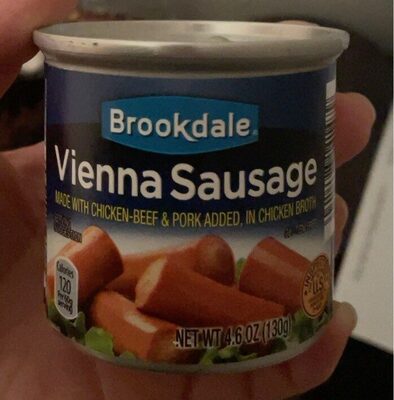 Brookdale
Vienna Sausage
MADE WITH CHICKEN-BEEF & PORK ADDED, IN CHICKEN BROTH
Calories
120
NET WT 4.6 OZ (130g)